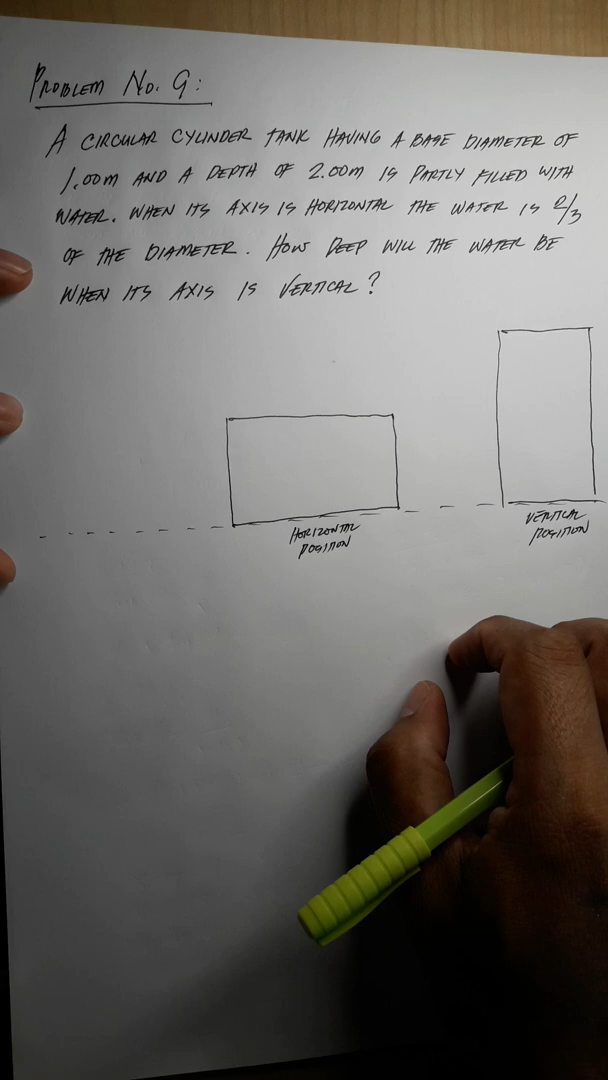 PROBLEM NO. 9:
A CIRCULAR CYLINDER TANK HAVING A BASE DIAMETER OF
1.00m AND A DEPTH OF 2.00m IS PARTLY FILLED WITH
WATER. WHEN ITS AXIS IS HORIZONTAL THE WATER IS 2/3
OF THE DIAMETER. HOW DEEP WILL THE WATER BE
WHEN ITS AXIS IS VERTICAL?
HORIZONTAL
POSITION
VERTICAL
POSITION